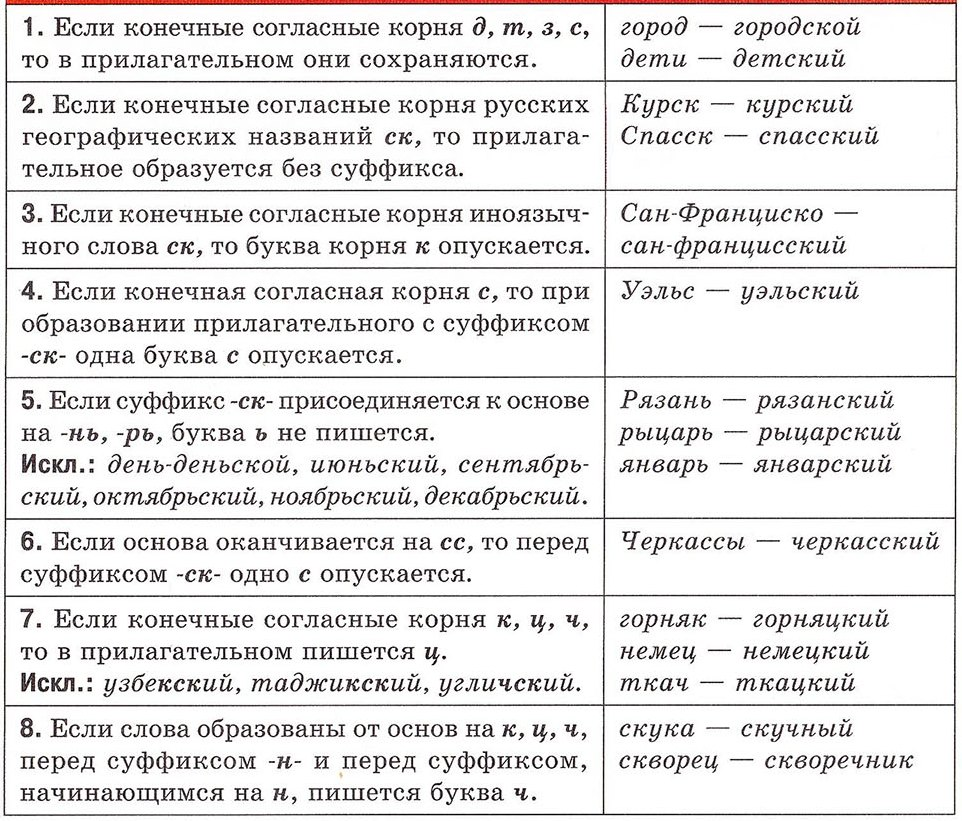 1. Если конечные согласные корня д, т, з, с,
то в прилагательном они сохраняются.
город — городской
дети — детский
2. Если конечные согласные корня русских
географических названий ск, то прилага-
тельное образуется без суффикса.
Курск — курский
Спасск — спасский
3. Если конечные согласные корня иноязыч-
ного слова ск, то буква корня к опускается.
Сан-Франциско —
сан-францисский
4. Если конечная согласная корня с, то при
образовании прилагательного с суффиксом
-ск- одна буква с опускается.
Уэльс — уэльский
5. Если суффикс -ск- присоединяется к основе
на -нь, -рь, буква ь не пишется.
Искл.: день-деньской, июньский, сентябрь-
ский, октябрьский, ноябрьский, декабрьский.
Рязань — рязанский
рыцарь — рыцарский
январь — январский
6. Если основа оканчивается на сс, то перед
суффиксом -ск- одно с опускается.
Черкассы — черкасский
7. Если конечные согласные корня к, ц, ч,
то в прилагательном пишется ц.
Искл.: узбекский, таджикский, угличский.
горняк — горняцкий
немец — немецкий
ткач — ткацкий
8. Если слова образованы от основ на к, ц, ч,
перед суффиксом -н- и перед суффиксом,
начинающимся на н, пишется буква ч.
скука — скучный
скворец — скворечник